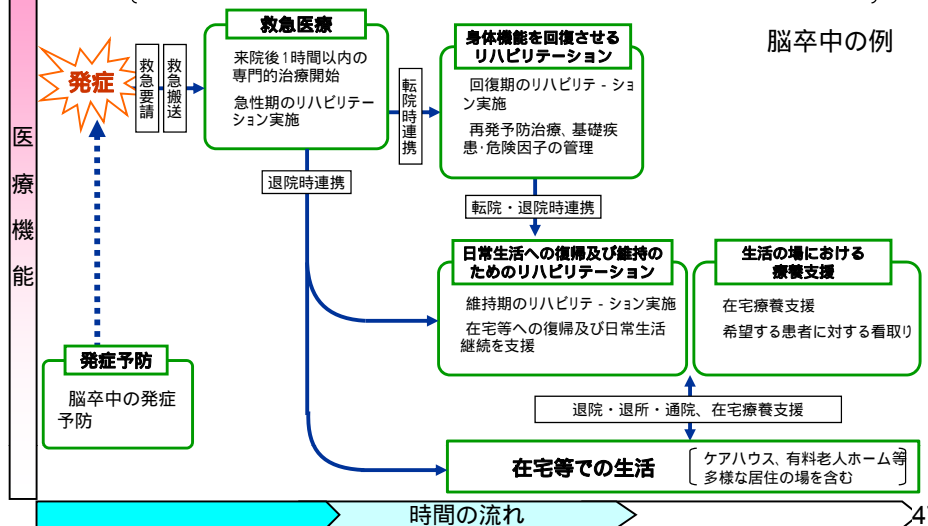 脳卒中の例
医療機能
発症
救急要請
救急搬送
救急医療
来院後1時間以内の
専門的治療開始
急性期のリハビリテー
ション実施
転院時連携
身体機能を回復させる
リハビリテーション
回復期のリハビリテ-ショ
ン実施
再発予防治療、基礎疾
患・危険因子の管理
退院時連携
転院・退院時連携
日常生活への復帰及び維持の
ためのリハビリテーション
維持期のリハビリテ-ション実施
在宅等への復帰及び日常生活
継続を支援
生活の場における
療養支援
在宅療養支援
希望する患者に対する看取り
発症予防
脳卒中の発症
予防
退院・退所・通院、在宅療養支援
在宅等での生活
ケアハウス、有料老人ホーム等
多様な居住の場を含む
時間の流れ